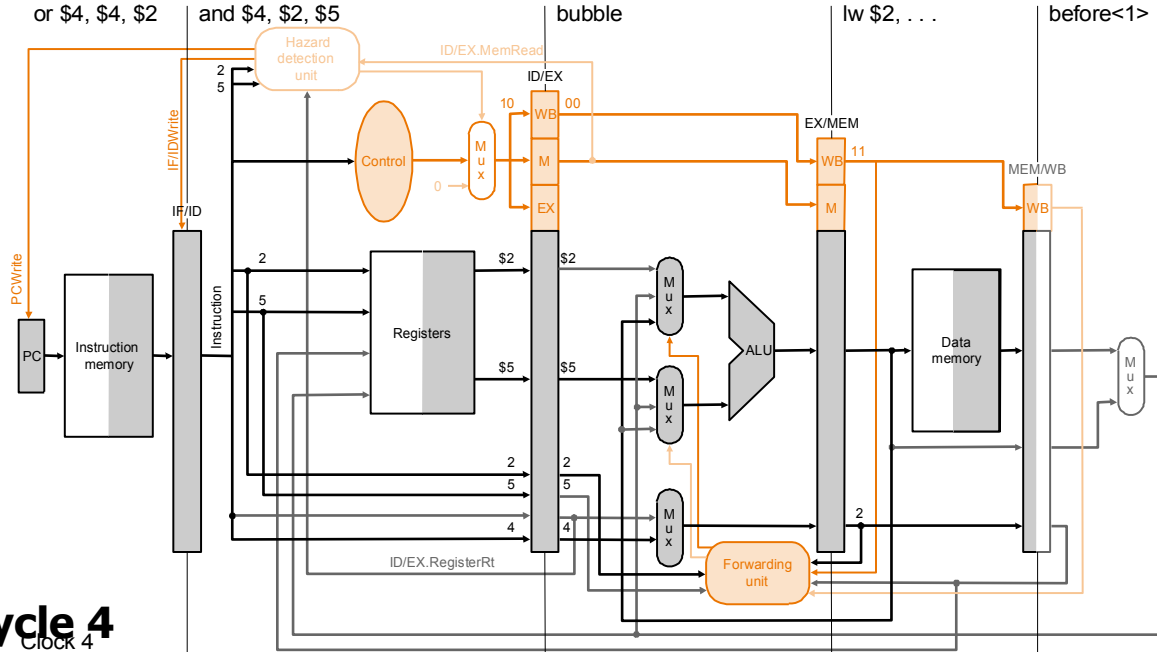 or $4, $4, $2
and $4, $2, $5
bubble
lw $2, . . .
before<1>
Hazard
detection
unit
ID/EX.MemRead
2
5
ID/EX
10
WB
00
IF/IDWrite
Control
M
u
x
M
0
EX
EX/MEM
WB
11
M
MEM/WB
WB
IF/ID
PCWrite
Instruction
2
$2
$2
5
Registers
M
u
x
PC
Instruction
memory
ALU
Data
memory
M
u
x
$5
$5
M
u
x
2
2
5
5
M
u
x
4
4
2
ID/EX.RegisterRt
Forwarding
unit
ycle 4
Clock 4